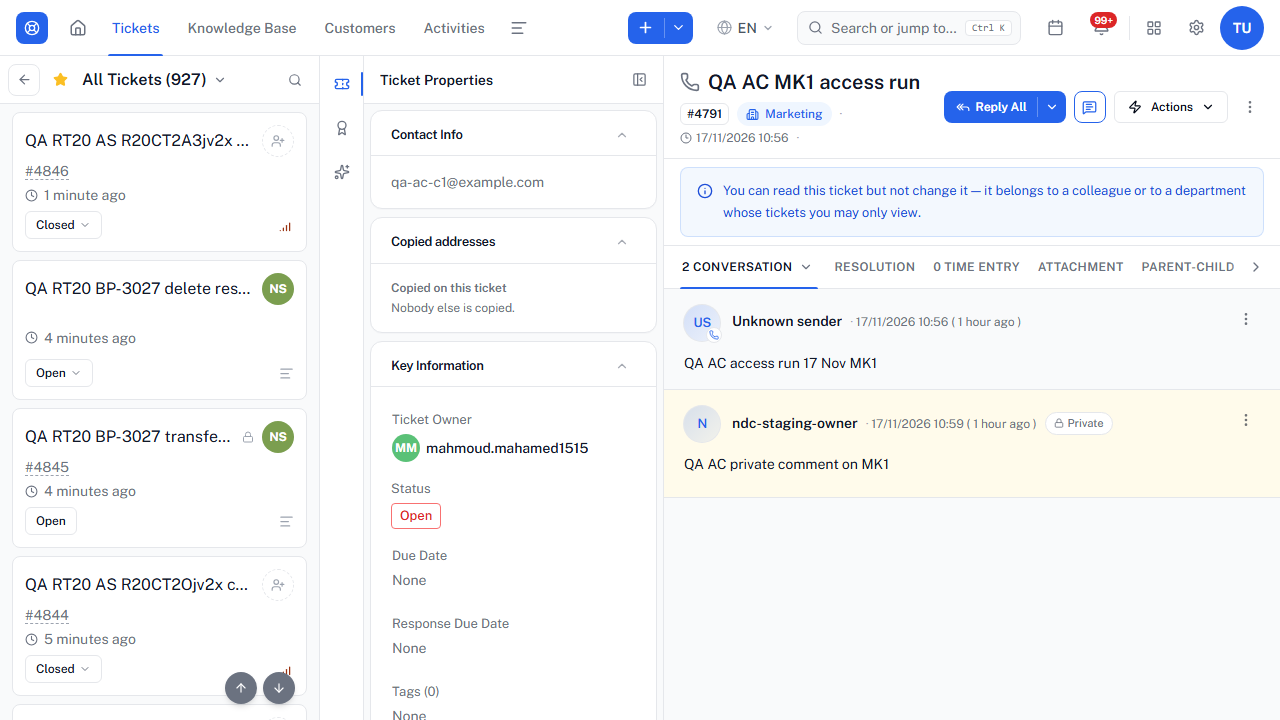 Tickets
Knowledge Base
Customers
Activities
EN
Search or jump to...
Ctrl K
99+
TU
All Tickets (927)
QA RT20 AS R20CT2A3jv2x ...
#4846
1 minute ago
Closed
QA RT20 BP-3027 delete res...
NS
4 minutes ago
Open
QA RT20 BP-3027 transfe...
NS
#4845
4 minutes ago
Open
QA RT20 AS R20CT2Ojv2x c...
#4844
5 minutes ago
Closed
Ticket Properties
Contact Info
qa-ac-c1@example.com
Copied addresses
Copied on this ticket
Nobody else is copied.
Key Information
Ticket Owner
MM mahmoud.mahamed1515
Status
Open
Due Date
None
Response Due Date
None
Tags (0)
None
QA AC MK1 access run
#4791 Marketing ·
17/11/2026 10:56 ·
Reply All
Actions
You can read this ticket but not change it — it belongs to a colleague or to a department
whose tickets you may only view.
2 CONVERSATION
RESOLUTION
0 TIME ENTRY
ATTACHMENT
PARENT-CHILD
US Unknown sender · 17/11/2026 10:56 ( 1 hour ago )
QA AC access run 17 Nov MK1
N ndc-staging-owner · 17/11/2026 10:59 ( 1 hour ago ) Private
QA AC private comment on MK1